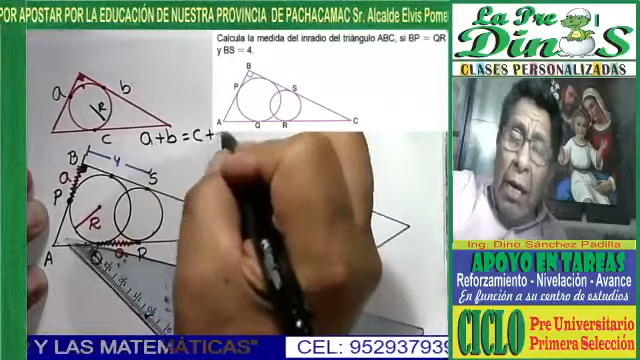 POR APOSTAR POR LA EDUCACIÓN DE NUESTRA PROVINCIA DE PACHACAMAC Sr. Alcalde Elvis Pome
La Pre
DinoS
CLASES PERSONALIZADAS
Calcula la medida del inradio del triángulo ABC, si BP = QR
y BS = 4.
B
P
S
A
Q
R
C
a
b
R
c
a+b = c+
B
4
S
a
P
R
A
Q
a
R
Ing. Dino Sánchez Padilla
APOYO EN TAREAS
Reforzamiento - Nivelación - Avance
En función a su centro de estudios
CICLO
Pre Universitario
Primera Selección
Y LAS MATEMÁTICAS"
CEL: 952937939